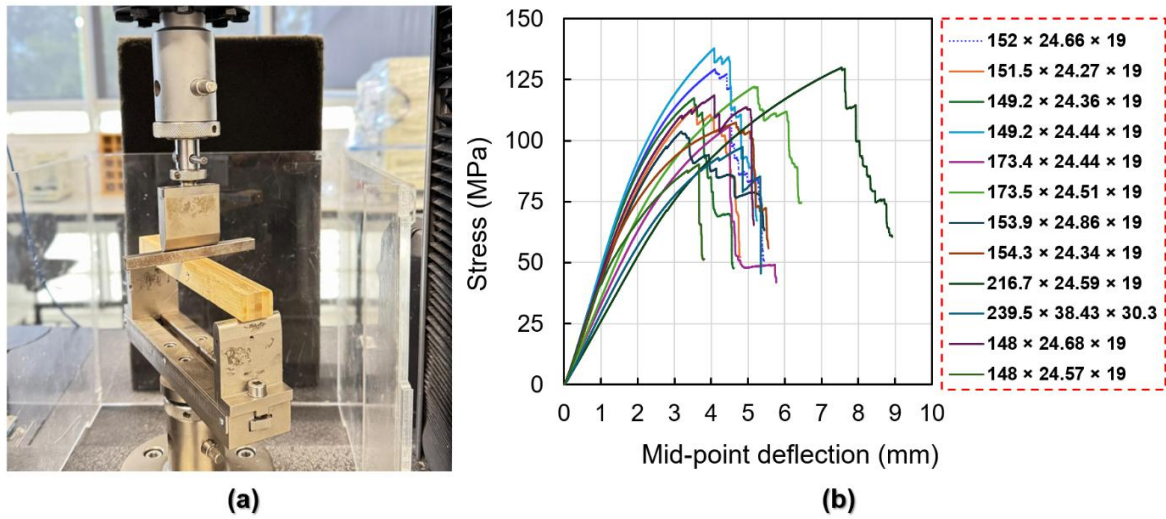 150
125
100
75
50
25
0
0 1 2 3 4 5 6 7 8 9 10
Stress (MPa)
Mid-point deflection (mm)
152 × 24.66 × 19
151.5 × 24.27 × 19
149.2 × 24.36 × 19
149.2 × 24.44 × 19
173.4 × 24.44 × 19
173.5 × 24.51 × 19
153.9 × 24.86 × 19
154.3 × 24.34 × 19
216.7 × 24.59 × 19
239.5 × 38.43 × 30.3
148 × 24.68 × 19
148 × 24.57 × 19
(a)
(b)